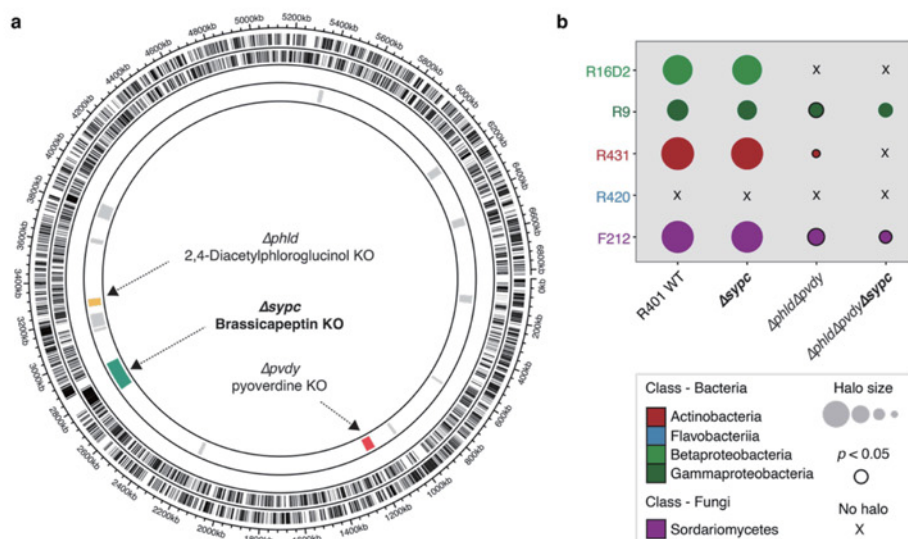 a
0kb
200kb
400kb
600kb
800kb
1000kb
1200kb
1400kb
1600kb
1800kb
2000kb
2200kb
2400kb
2600kb
2800kb
3000kb
3200kb
3400kb
3600kb
3800kb
4000kb
4200kb
4400kb
4600kb
4800kb
5000kb
5200kb
5400kb
5600kb
5800kb
6000kb
6200kb
6400kb
6600kb
6800kb
Δphld
2,4-Diacetylphloroglucinol KO
Δsypc
Brassicapeptin KO
Δpvdy
pyoverdine KO
b
R16D2 X X
R9
R431 X
R420 X X X X
F212
R401 WT
Δsypc
ΔphldΔpvdy
ΔphldΔpvdyΔsypc
Class - Bacteria
Actinobacteria
Flavobacteriia
Betaproteobacteria
Gammaproteobacteria
Class - Fungi
Sordariomycetes
Halo size
p < 0.05
No halo
X